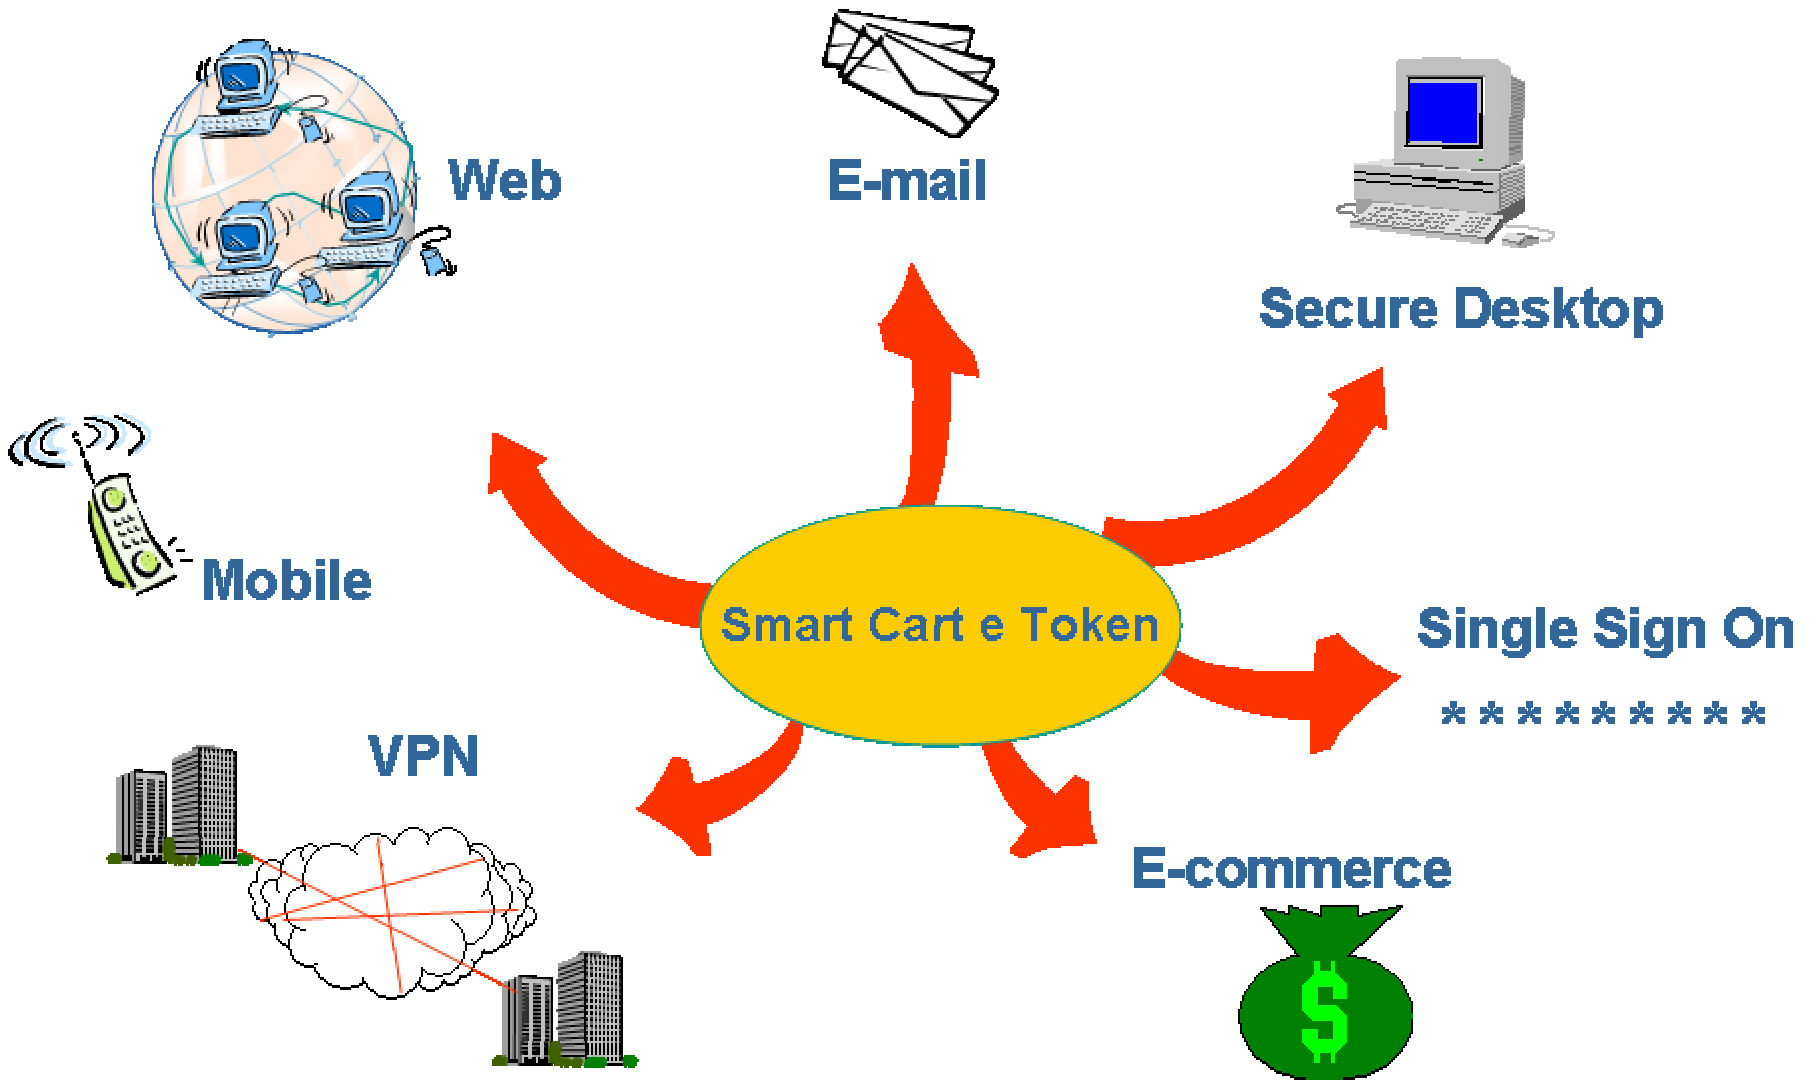 Web
E-mail
Secure Desktop
Mobile
Smart Cart e Token
Single Sign On
*********
VPN
E-commerce
$